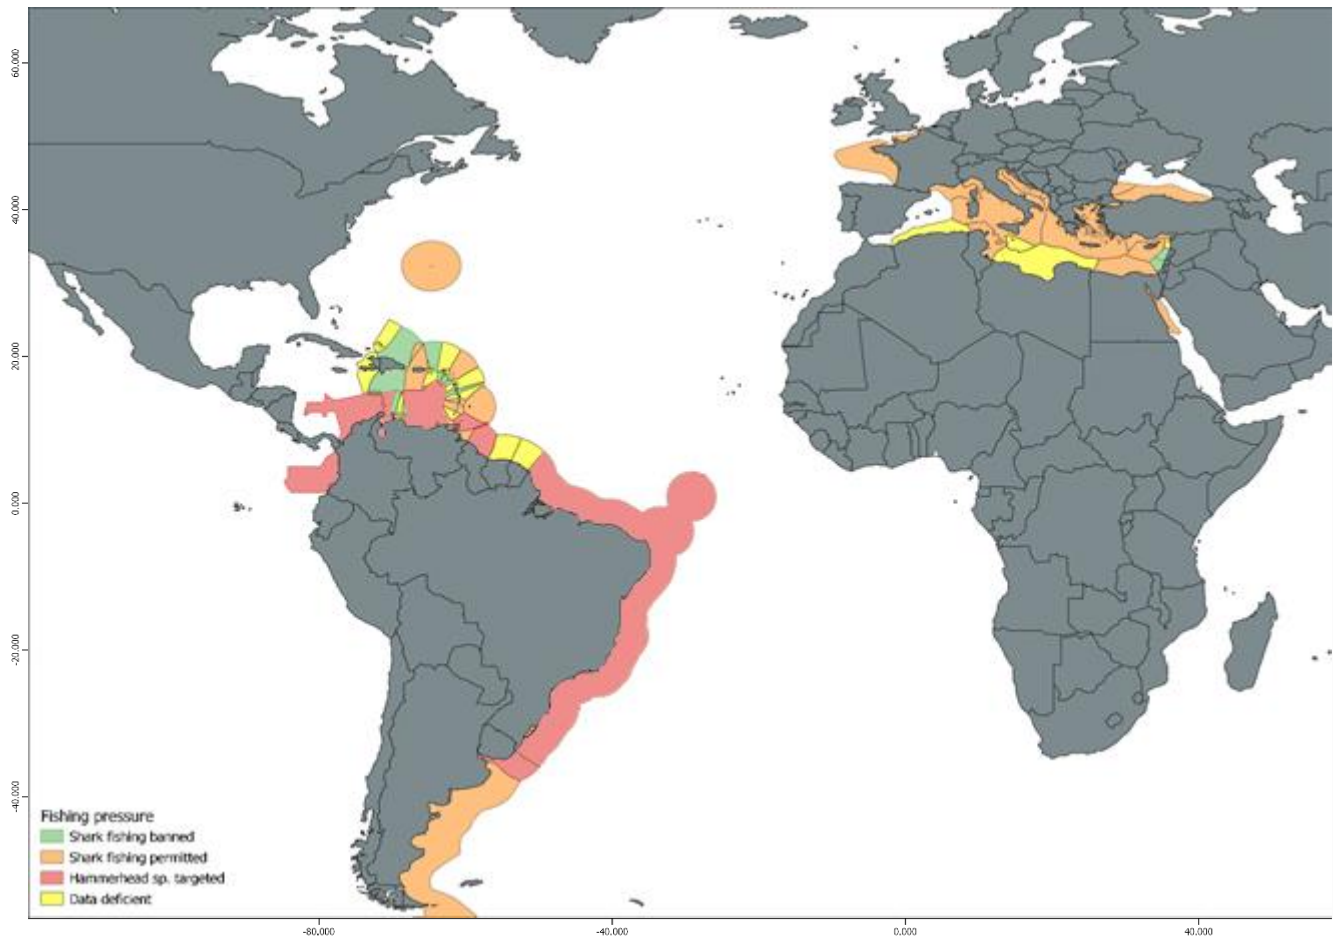 60.000
40.000
20.000
0.000
-20.000
-40.000
Fishing pressure
Shark fishing banned
Shark fishing permitted
Hammerhead sp. targeted
Data deficient
-80.000
-40.000
0.000
40.000